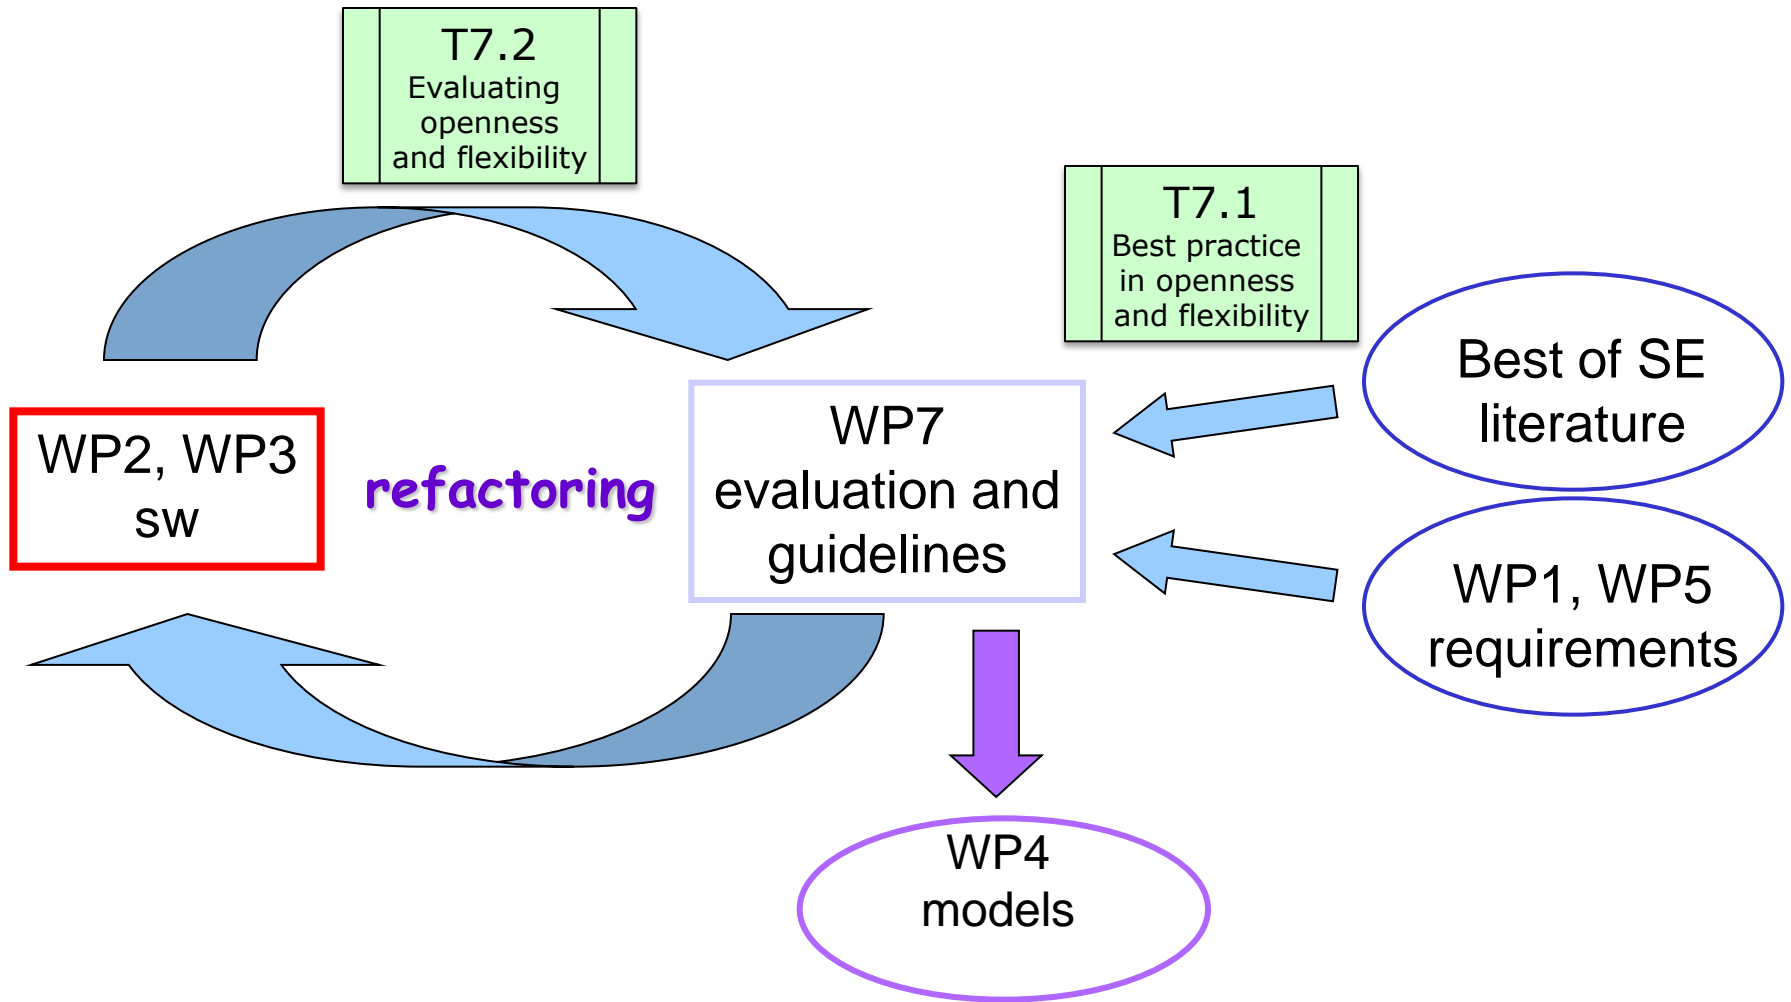 T7.2
Evaluating
openness
and flexibility
T7.1
Best practice
in openness
and flexibility
Best of SE
literature
WP2, WP3
sw
refactoring
WP7
evaluation and
guidelines
WP1, WP5
requirements
WP4
models